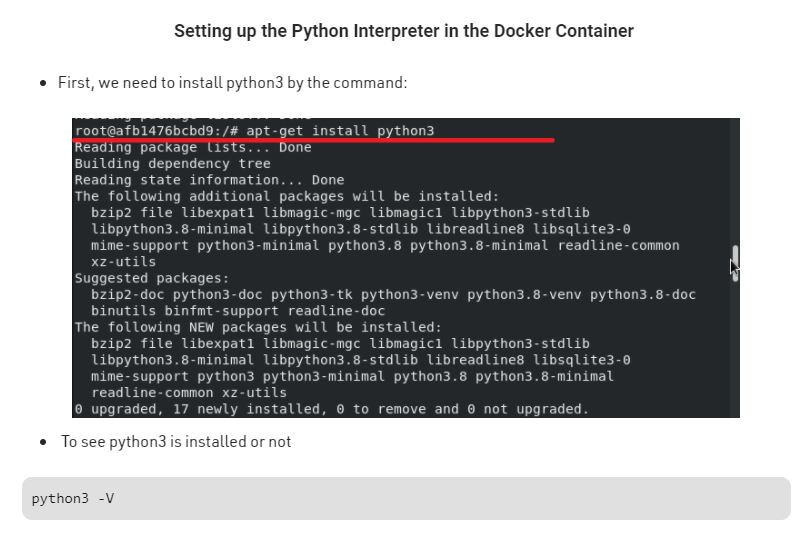 Setting up the Python Interpreter in the Docker Container
First, we need to install python3 by the command:
Reading package lists... Done
root@afb1476bcbd9:/# apt-get install python3
Reading package lists... Done
Building dependency tree
Reading state information... Done
The following additional packages will be installed:
bzip2 file libexpat1 libmagic-mgc libmagic1 libpython3-stdlib
libpython3.8-minimal libpython3.8-stdlib libreadline8 libsqlite3-0
mime-support python3-minimal python3.8 python3.8-minimal readline-common
xz-utils
Suggested packages:
bzip2-doc python3-doc python3-tk python3-venv python3.8-venv python3.8-doc
binutils binfmt-support readline-doc
The following NEW packages will be installed:
bzip2 file libexpat1 libmagic-mgc libmagic1 libpython3-stdlib
libpython3.8-minimal libpython3.8-stdlib libreadline8 libsqlite3-0
mime-support python3 python3-minimal python3.8 python3.8-minimal
readline-common xz-utils
0 upgraded, 17 newly installed, 0 to remove and 0 not upgraded.
To see python3 is installed or not
python3 -V